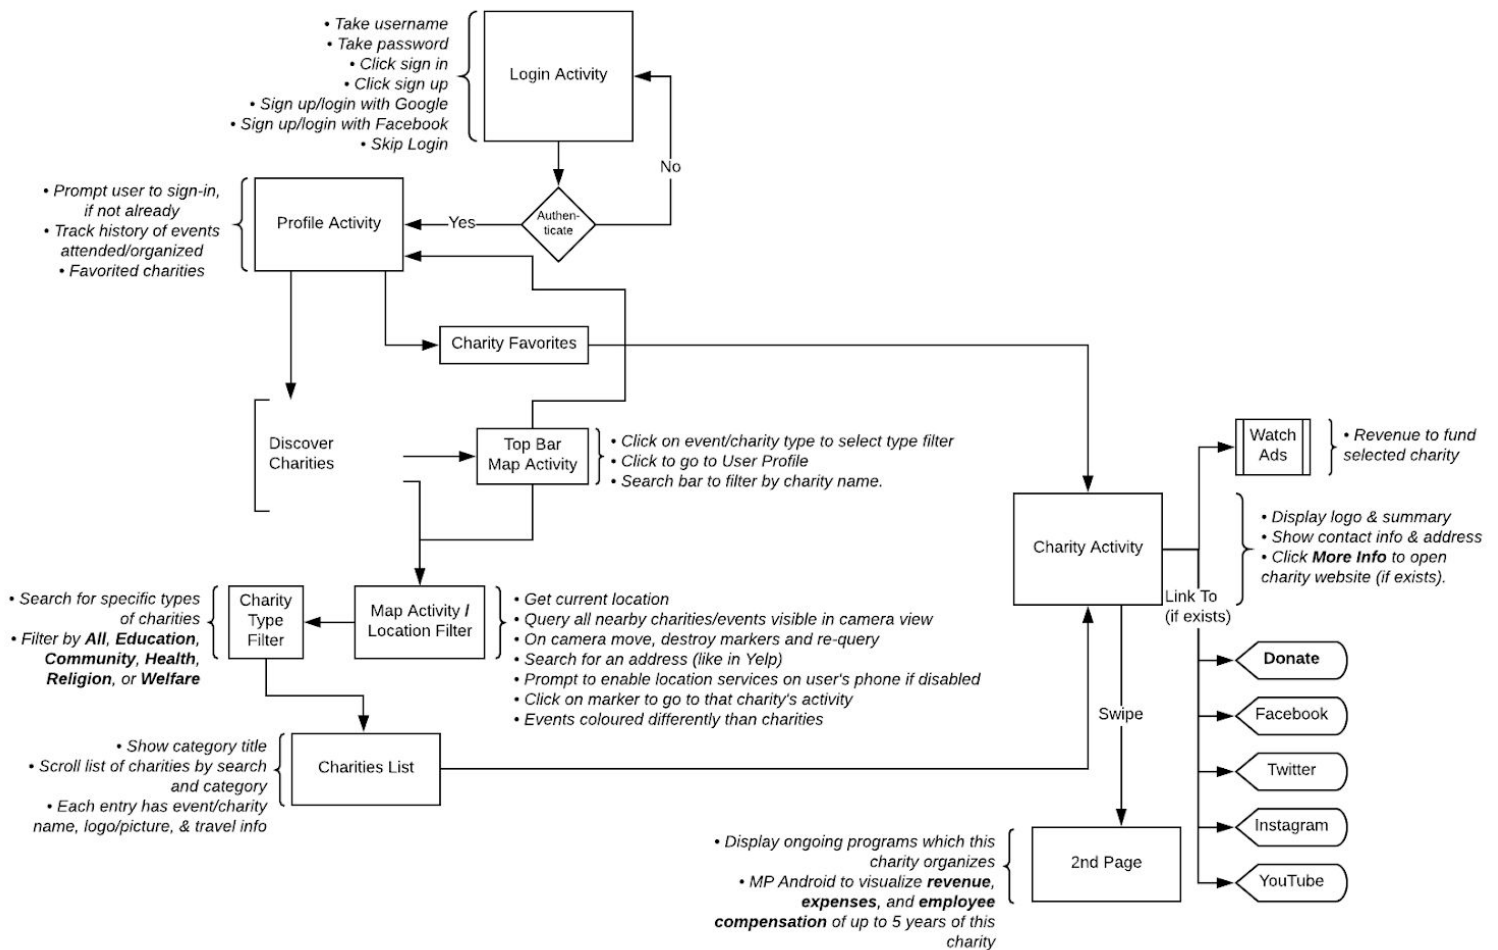 • Take username
• Take password
• Click sign in
• Click sign up
• Sign up/login with Google
• Sign up/login with Facebook
• Skip Login
Login Activity
No
• Prompt user to sign-in,
if not already
• Track history of events
attended/organized
• Favorited charities
Profile Activity
Yes
Authen-
ticate
Charity Favorites
Discover
Charities
Top Bar
Map Activity
• Click on event/charity type to select type filter
• Click to go to User Profile
• Search bar to filter by charity name.
Watch
Ads
• Revenue to fund
selected charity
Charity Activity
• Display logo & summary
• Show contact info & address
• Click More Info to open
charity website (if exists).
Link To
(if exists)
• Search for specific types
of charities
• Filter by All, Education,
Community, Health,
Religion, or Welfare
Charity
Type
Filter
Map Activity /
Location Filter
• Get current location
• Query all nearby charities/events visible in camera view
• On camera move, destroy markers and re-query
• Search for an address (like in Yelp)
• Prompt to enable location services on user's phone if disabled
• Click on marker to go to that charity's activity
• Events coloured differently than charities
Donate
Facebook
Twitter
Instagram
YouTube
Swipe
• Show category title
• Scroll list of charities by search
and category
• Each entry has event/charity
name, logo/picture, & travel info
Charities List
• Display ongoing programs which this
charity organizes
• MP Android to visualize revenue,
expenses, and employee
compensation of up to 5 years of this
charity
2nd Page